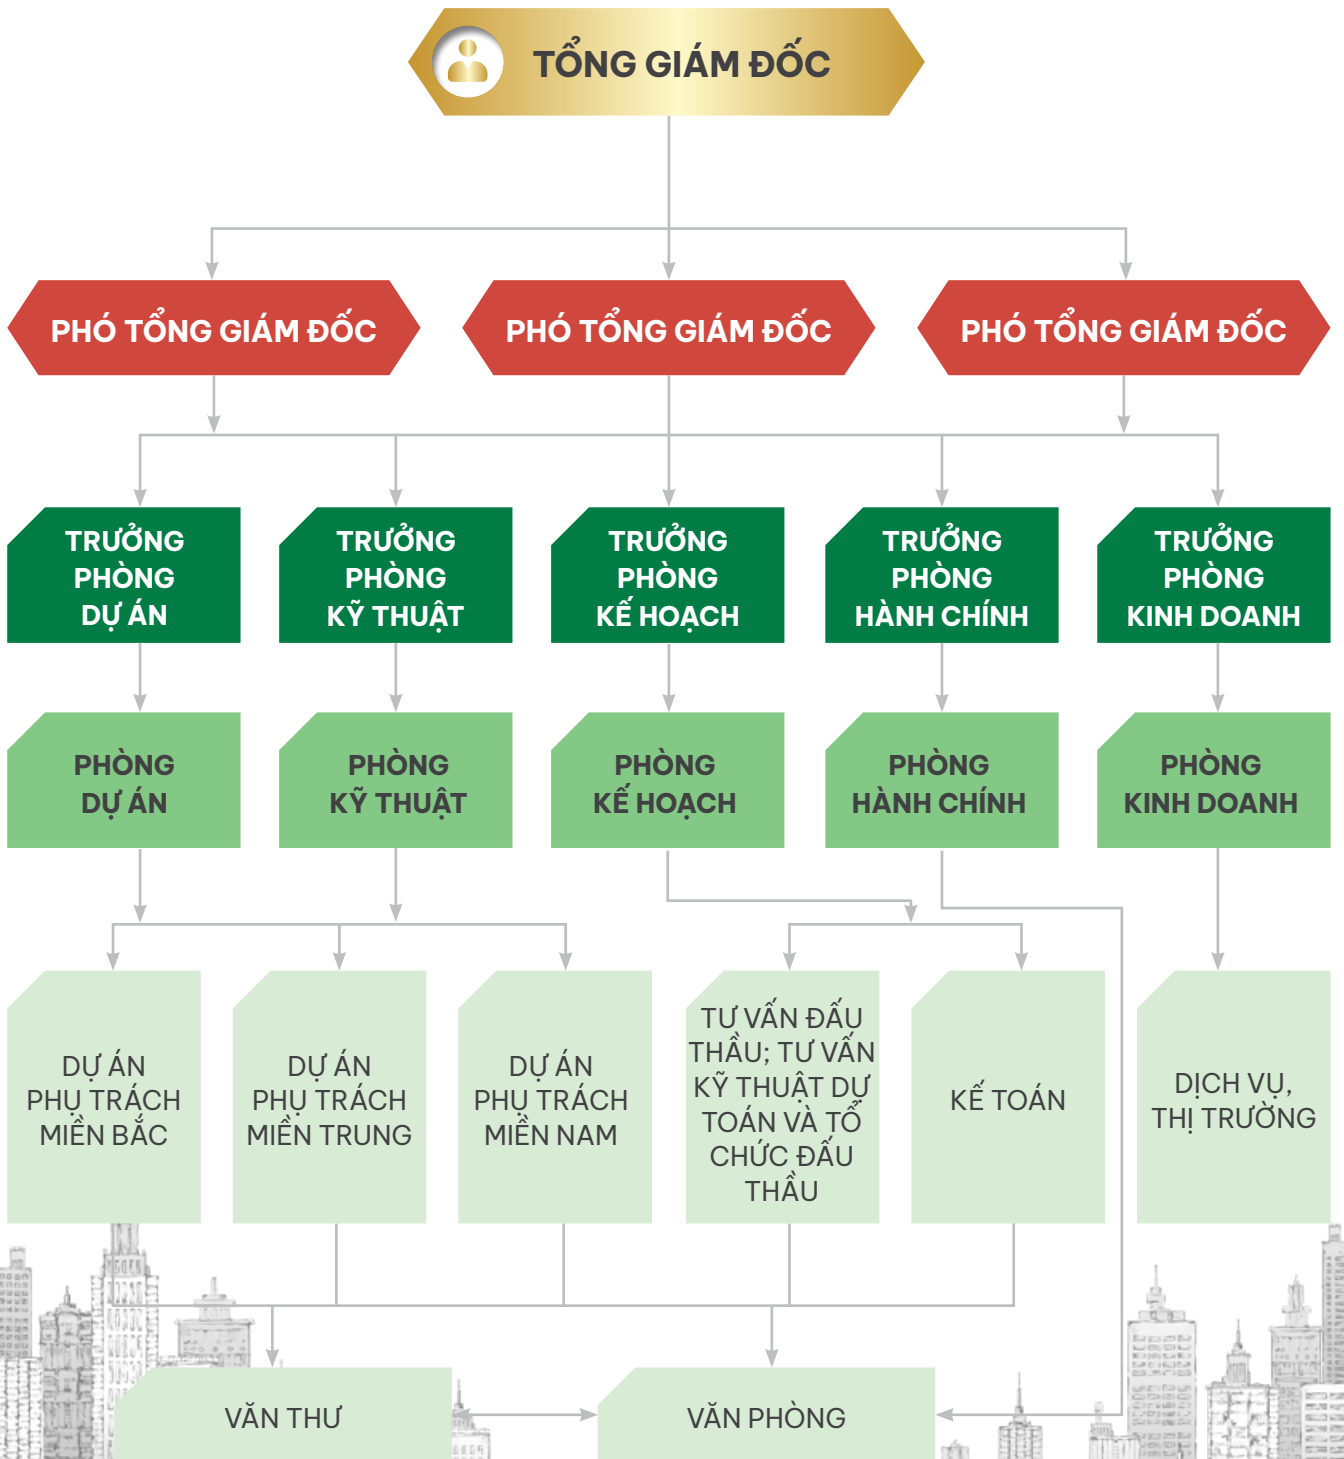 TỔNG GIÁM ĐỐC
PHÓ TỔNG GIÁM ĐỐC
PHÓ TỔNG GIÁM ĐỐC
PHÓ TỔNG GIÁM ĐỐC
TRƯỞNG
PHÒNG
DỰ ÁN
TRƯỞNG
PHÒNG
KỸ THUẬT
TRƯỞNG
PHÒNG
KẾ HOẠCH
TRƯỞNG
PHÒNG
HÀNH CHÍNH
TRƯỞNG
PHÒNG
KINH DOANH
PHÒNG
DỰ ÁN
PHÒNG
KỸ THUẬT
PHÒNG
KẾ HOẠCH
PHÒNG
HÀNH CHÍNH
PHÒNG
KINH DOANH
DỰ ÁN
PHỤ TRÁCH
MIỀN BẮC
DỰ ÁN
PHỤ TRÁCH
MIỀN TRUNG
DỰ ÁN
PHỤ TRÁCH
MIỀN NAM
TƯ VẤN ĐẤU
THẦU; TƯ VẤN
KỸ THUẬT DỰ
TOÁN VÀ TỔ
CHỨC ĐẤU
THẦU
KẾ TOÁN
DỊCH VỤ,
THỊ TRƯỜNG
VĂN THƯ
VĂN PHÒNG